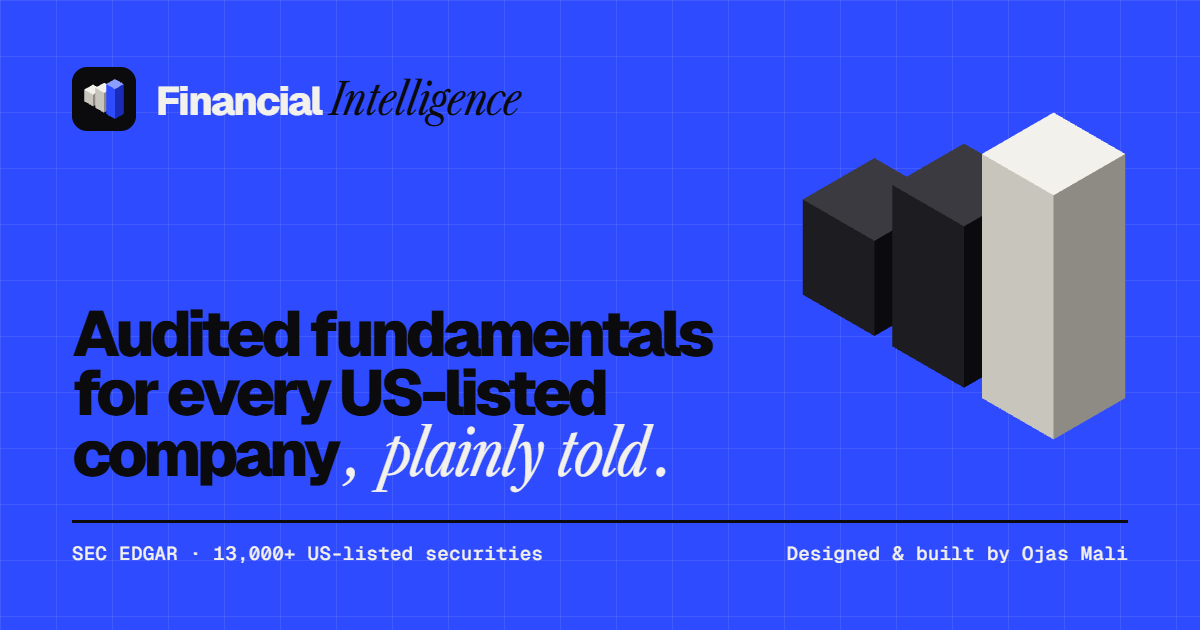 Financial Intelligence
Audited fundamentals
for every US-listed
company, plainly told.
SEC EDGAR · 13,000+ US-listed securities
Designed & built by Ojas Mali